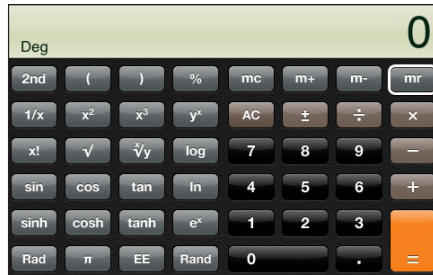 0
Deg
2nd ( ) % mc m+ m- mr
1/x x² x³ yˣ AC ± ÷ ×
x! √ ˣ√y log 7 8 9 −
sin cos tan ln 4 5 6 +
sinh cosh tanh eˣ 1 2 3
Rad π EE Rand 0 . =